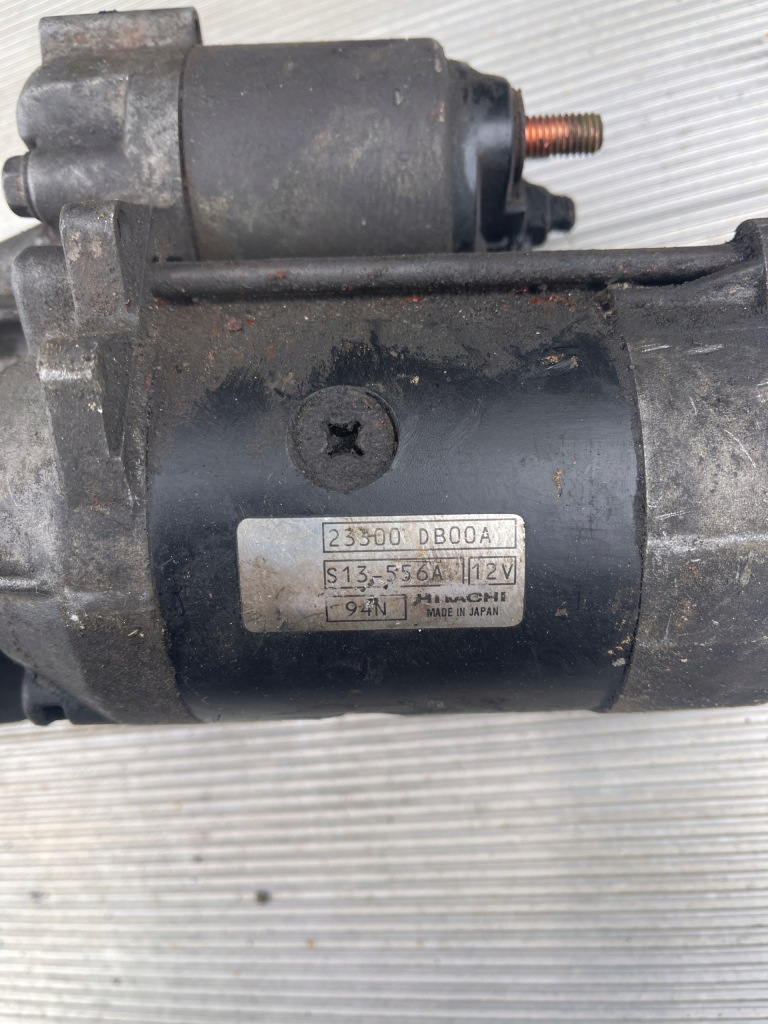 23300 DB00A
S13-556A 12V
94N HITACHI
MADE IN JAPAN